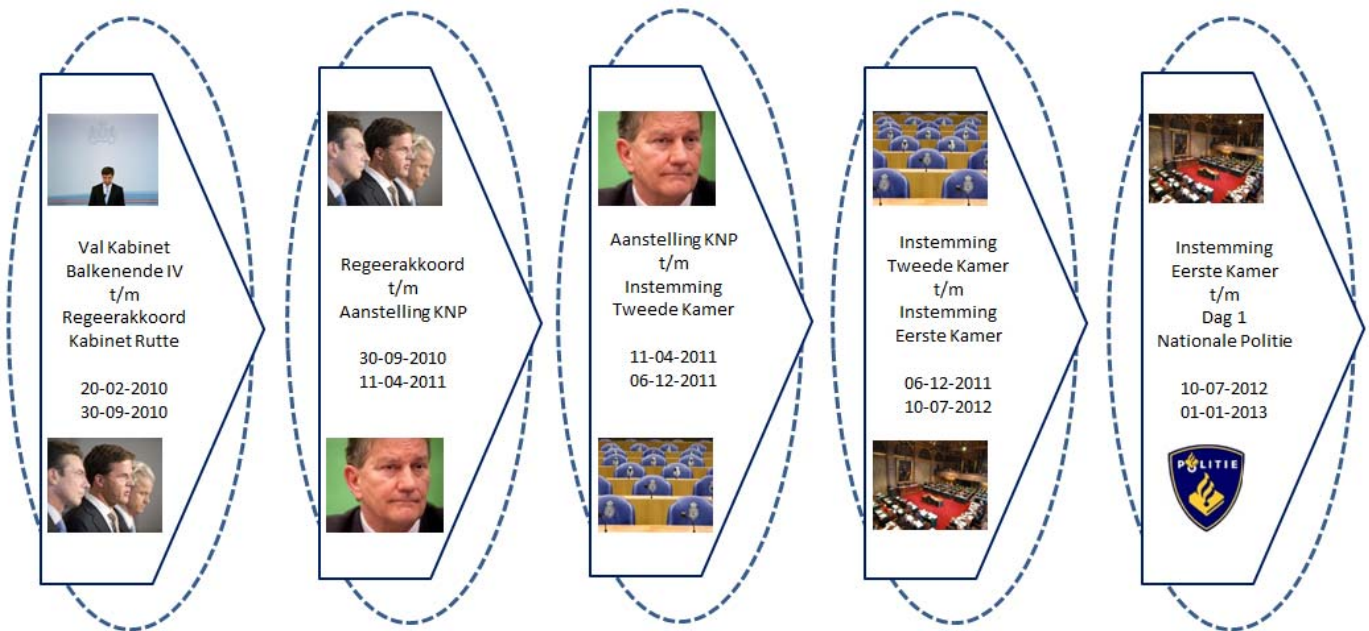 Val Kabinet
Balkenende IV
t/m
Regeerakkoord
Kabinet Rutte
20-02-2010
30-09-2010
Regeerakkoord
t/m
Aanstelling KNP
30-09-2010
11-04-2011
Aanstelling KNP
t/m
Instemming
Tweede Kamer
11-04-2011
06-12-2011
Instemming
Tweede Kamer
t/m
Instemming
Eerste Kamer
06-12-2011
10-07-2012
Instemming
Eerste Kamer
t/m
Dag 1
Nationale Politie
10-07-2012
01-01-2013
POLITIE